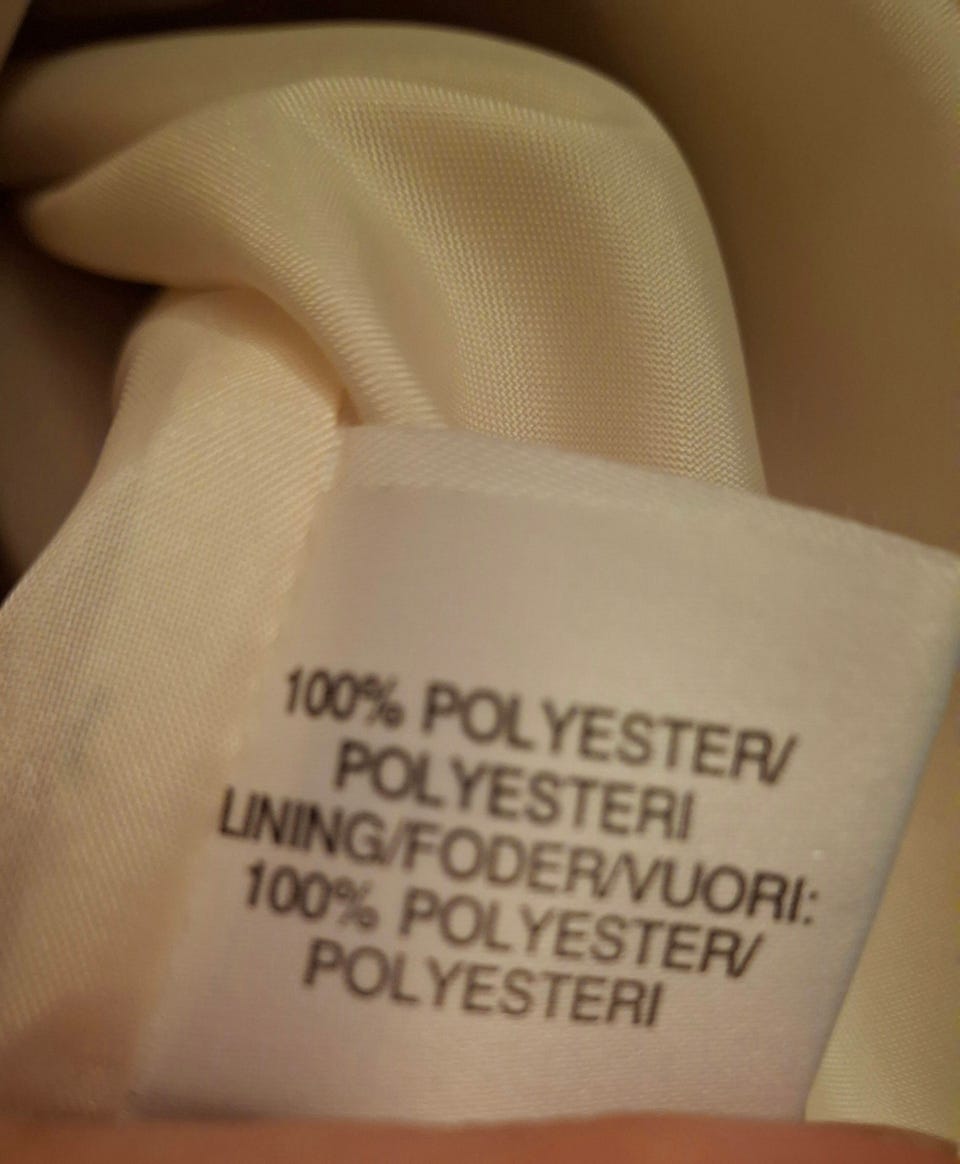 100% POLYESTER/
POLYESTERI
LINING/FODER/VUORI:
100% POLYESTER/
POLYESTERI